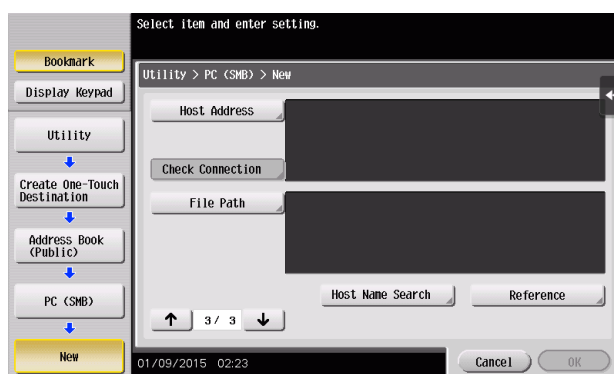 Select item and enter setting.
Bookmark
Display Keypad
Utility
Create One-Touch
Destination
Address Book
(Public)
PC (SMB)
New
Utility > PC (SMB) > New
Host Address
Check Connection
File Path
Host Name Search
Reference
↑ 3/ 3 ↓
01/09/2015 02:23
Cancel
OK